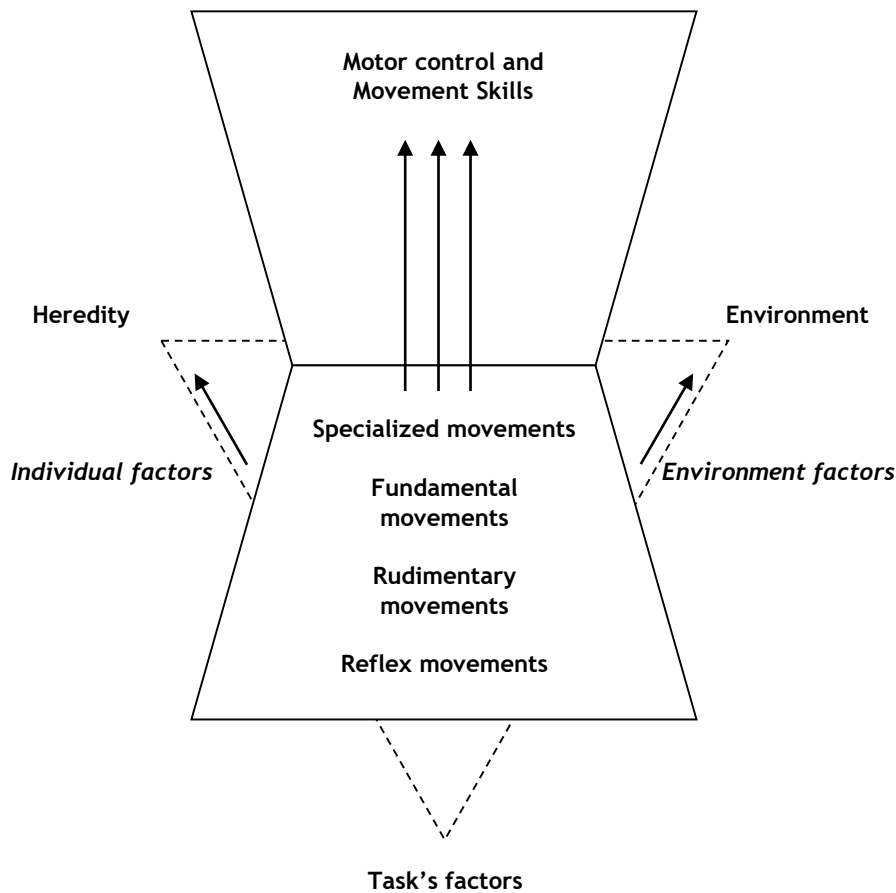 Motor control and
Movement Skills
Heredity
Environment
Specialized movements
Individual factors
Environment factors
Fundamental
movements
Rudimentary
movements
Reflex movements
Task’s factors